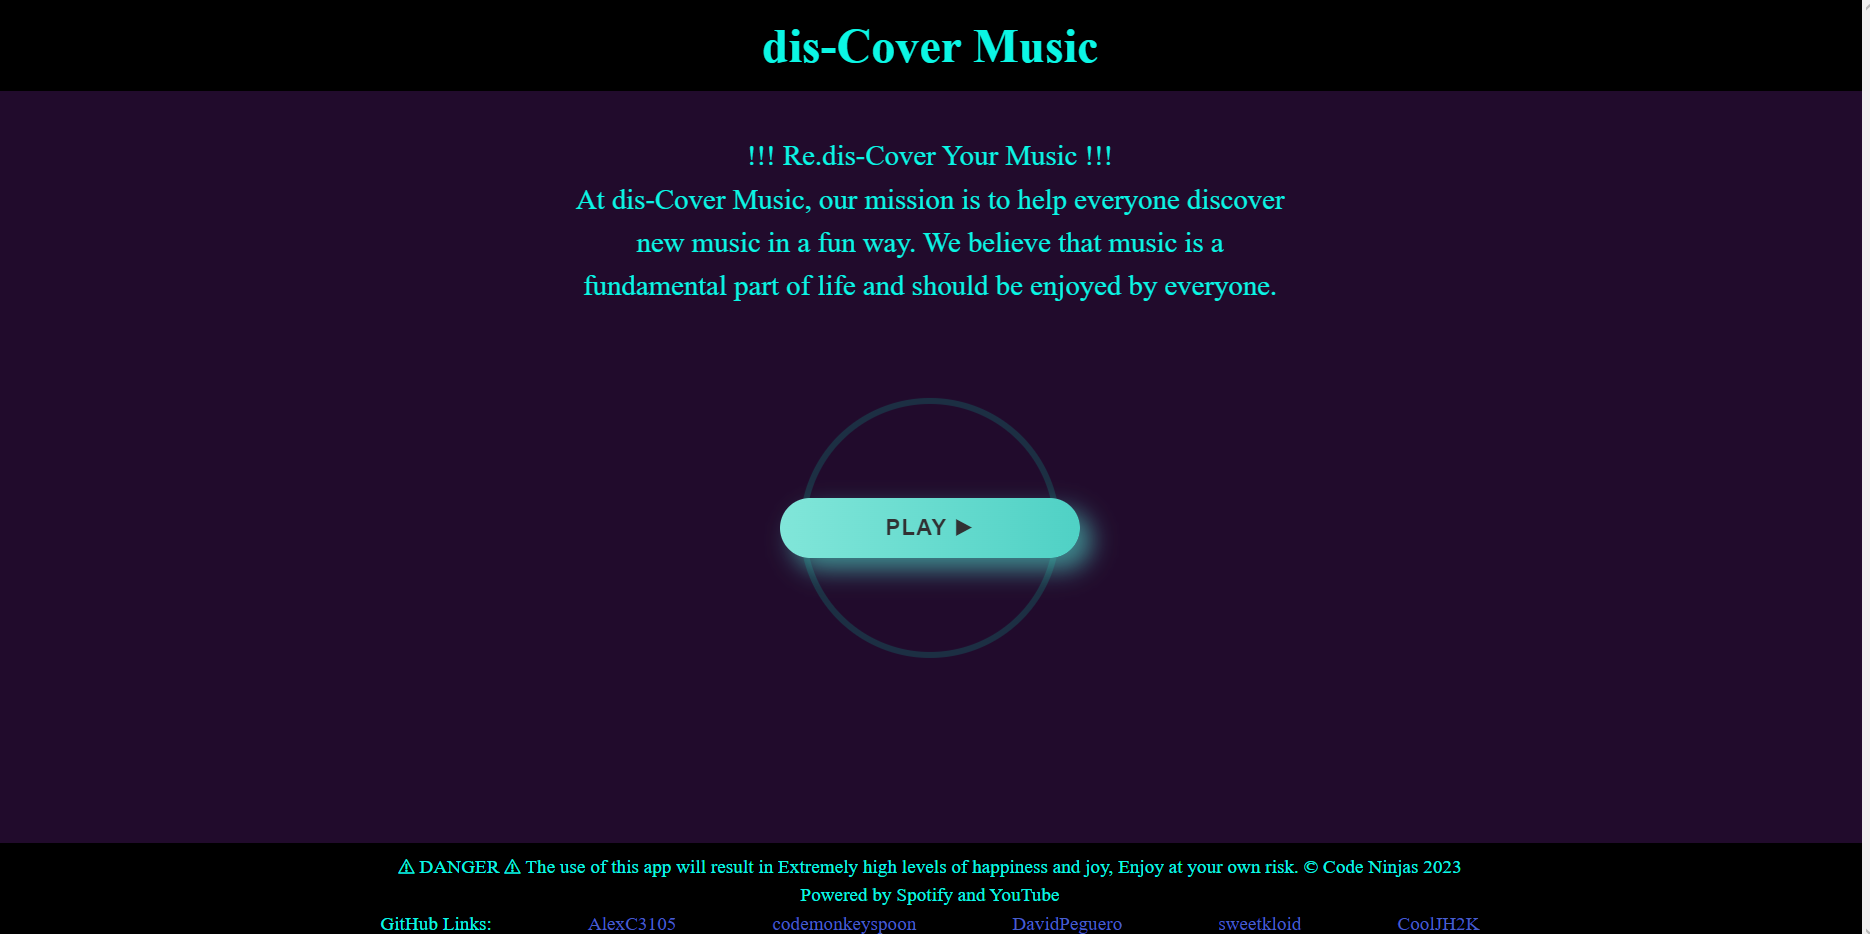 dis-Cover Music
!!! Re.dis-Cover Your Music !!!
At dis-Cover Music, our mission is to help everyone discover
new music in a fun way. We believe that music is a
fundamental part of life and should be enjoyed by everyone.
PLAY ▶
⚠ DANGER ⚠ The use of this app will result in Extremely high levels of happiness and joy, Enjoy at your own risk. © Code Ninjas 2023
Powered by Spotify and YouTube
GitHub Links: AlexC3105 codemonkeyspoon DavidPeguero sweetkloid CoolJH2K